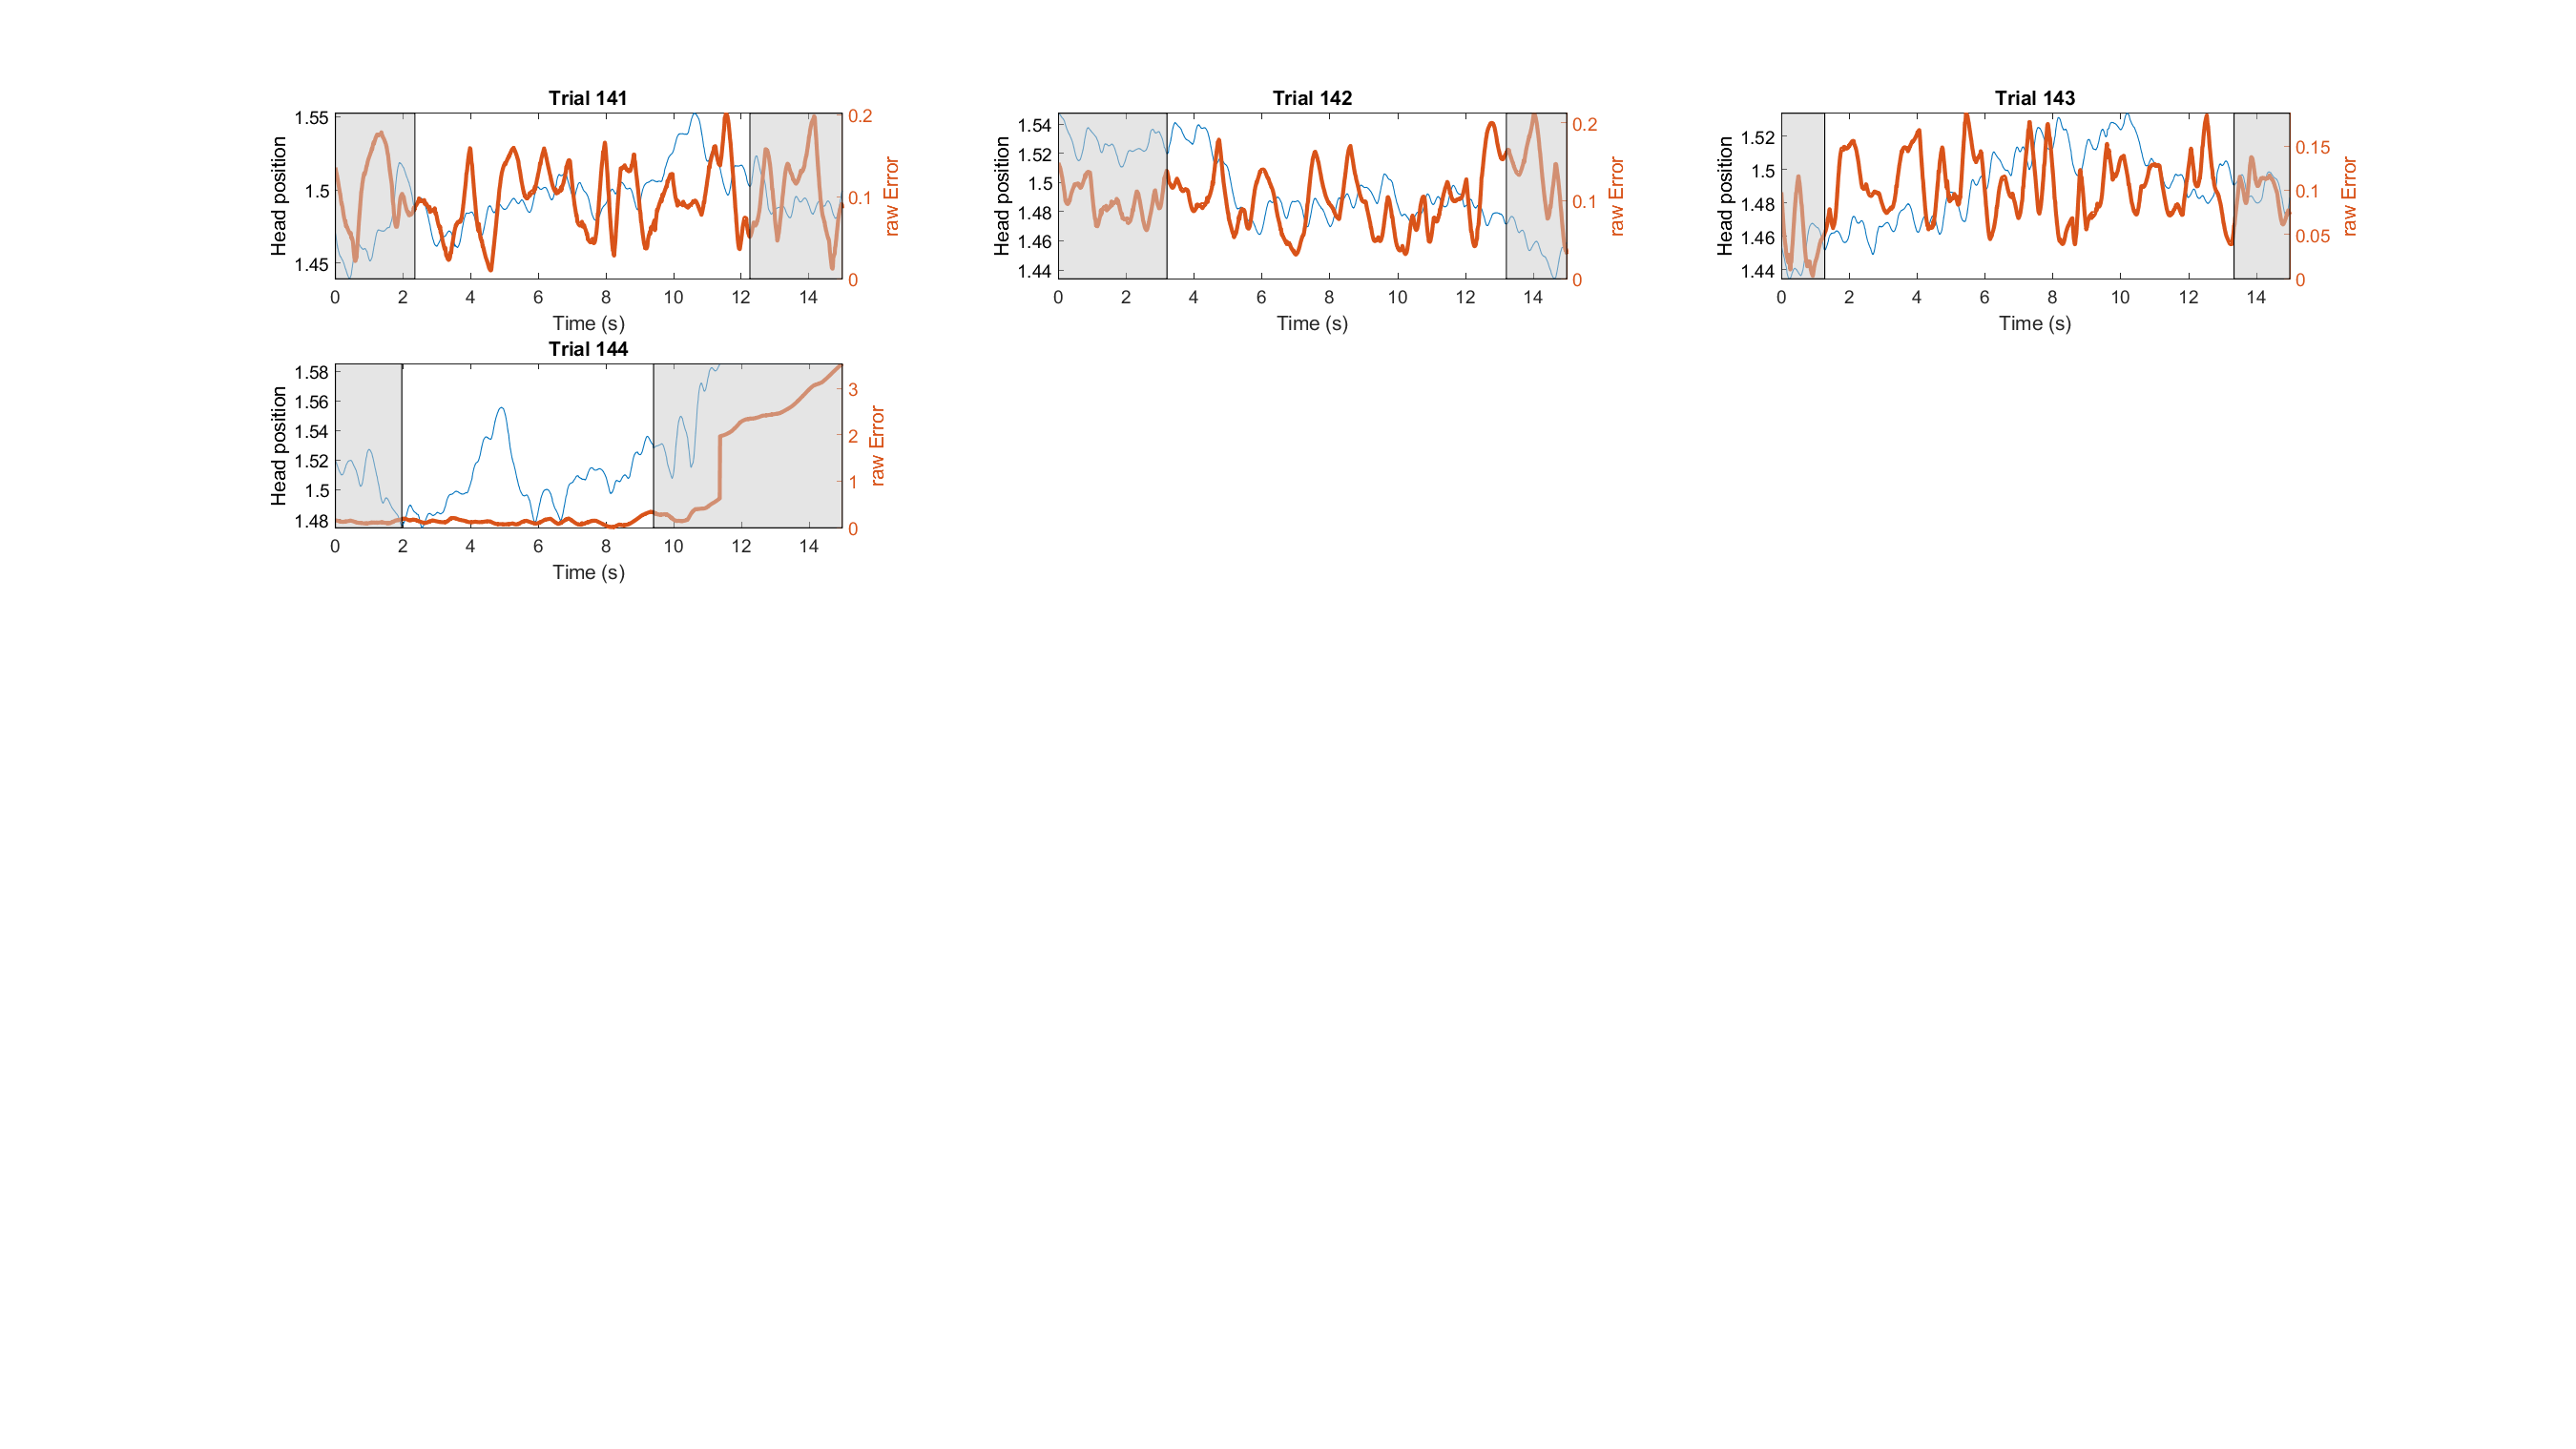 Trial 141
Head position
1.55
1.5
1.45
0.2
0.1
0
raw Error
0 2 4 6 8 10 12 14
Time (s)
Trial 142
Head position
1.54
1.52
1.5
1.48
1.46
1.44
0.2
0.1
0
raw Error
0 2 4 6 8 10 12 14
Time (s)
Trial 143
Head position
1.52
1.5
1.48
1.46
1.44
0.15
0.1
0.05
0
raw Error
0 2 4 6 8 10 12 14
Time (s)
Trial 144
Head position
1.58
1.56
1.54
1.52
1.5
1.48
3
2
1
0
raw Error
0 2 4 6 8 10 12 14
Time (s)